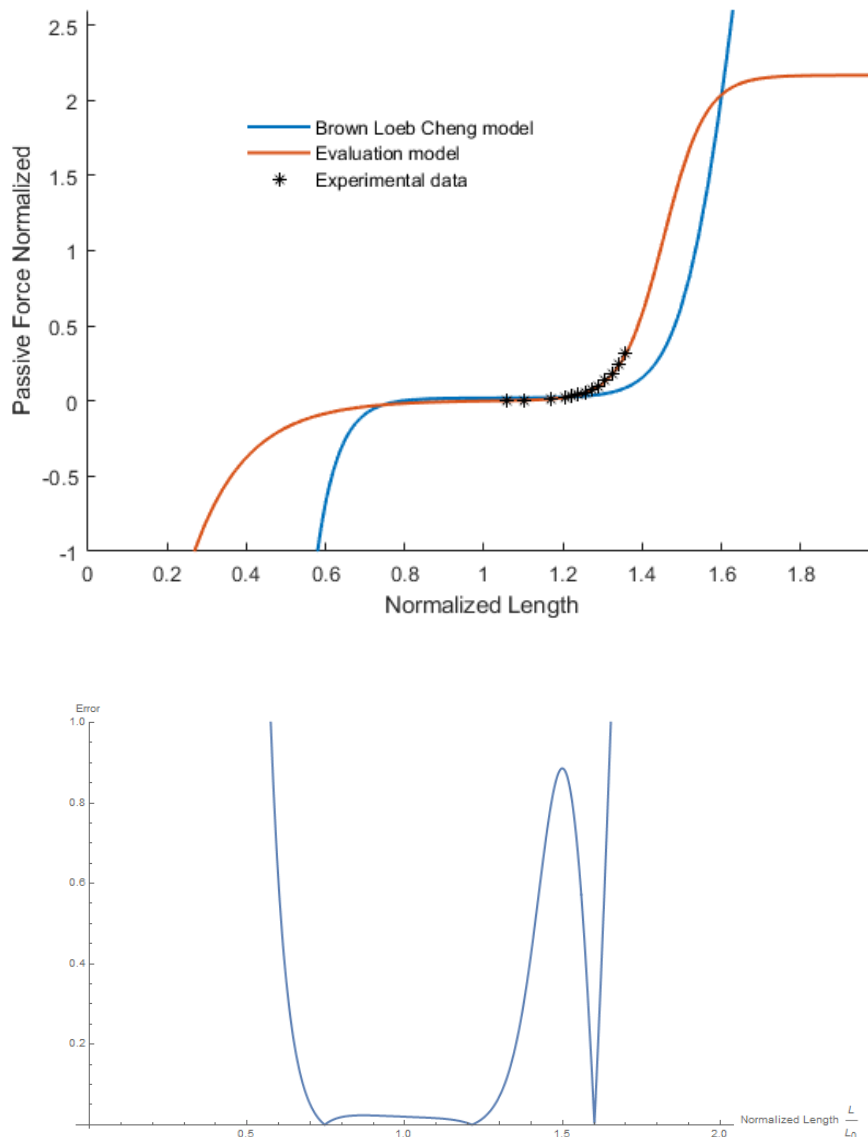 2.5
2
1.5
1
0.5
0
-0.5
-1
Passive Force Normalized
Brown Loeb Cheng model
Evaluation model
Experimental data
0 0.2 0.4 0.6 0.8 1 1.2 1.4 1.6 1.8
Normalized Length
Error
1.0
0.8
0.6
0.4
0.2
0.5 1.0 1.5 2.0
Normalized Length L
L₀